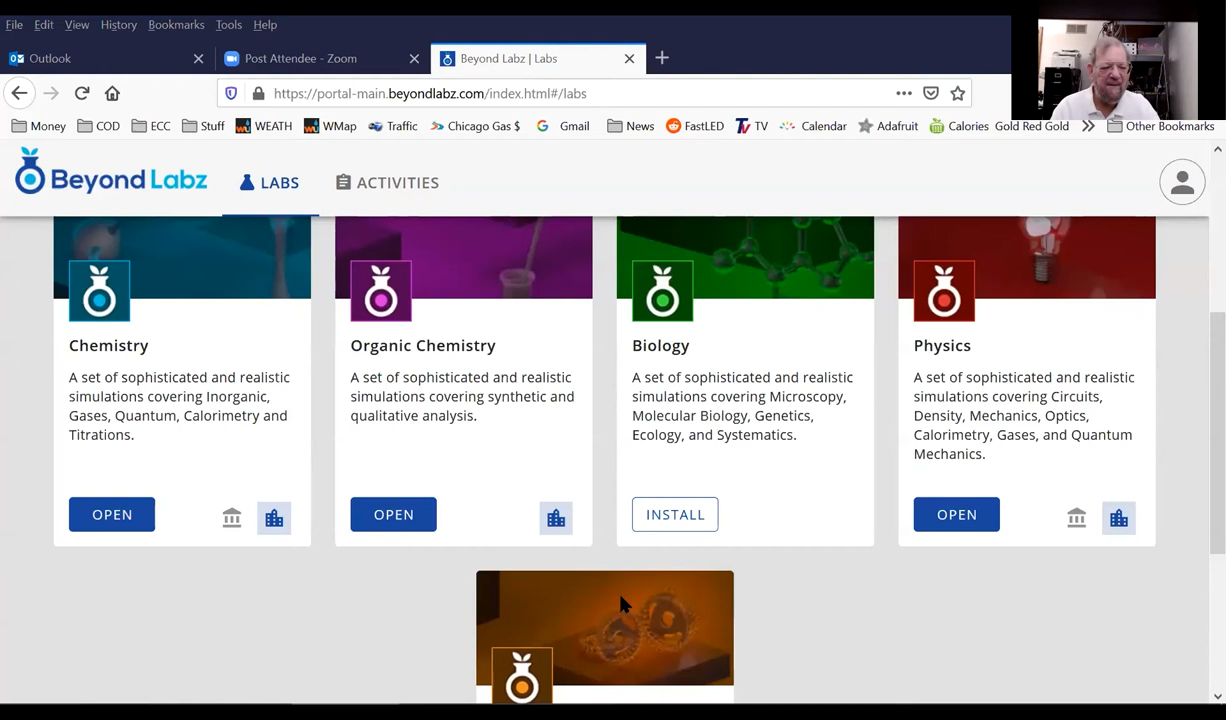 File Edit View History Bookmarks Tools Help
Outlook
Post Attendee - Zoom
Beyond Labz | Labs
https://portal-main.beyondlabz.com/index.html#/labs
Money COD ECC Stuff WEATH WMap Traffic Chicago Gas $ Gmail News FastLED TV Calendar Adafruit Calories Gold Red Gold Other Bookmarks
Beyond Labz LABS ACTIVITIES
Chemistry
A set of sophisticated and realistic
simulations covering Inorganic,
Gases, Quantum, Calorimetry and
Titrations.
OPEN
Organic Chemistry
A set of sophisticated and realistic
simulations covering synthetic and
qualitative analysis.
OPEN
Biology
A set of sophisticated and realistic
simulations covering Microscopy,
Molecular Biology, Genetics,
Ecology, and Systematics.
INSTALL
Physics
A set of sophisticated and realistic
simulations covering Circuits,
Density, Mechanics, Optics,
Calorimetry, Gases, and Quantum
Mechanics.
OPEN